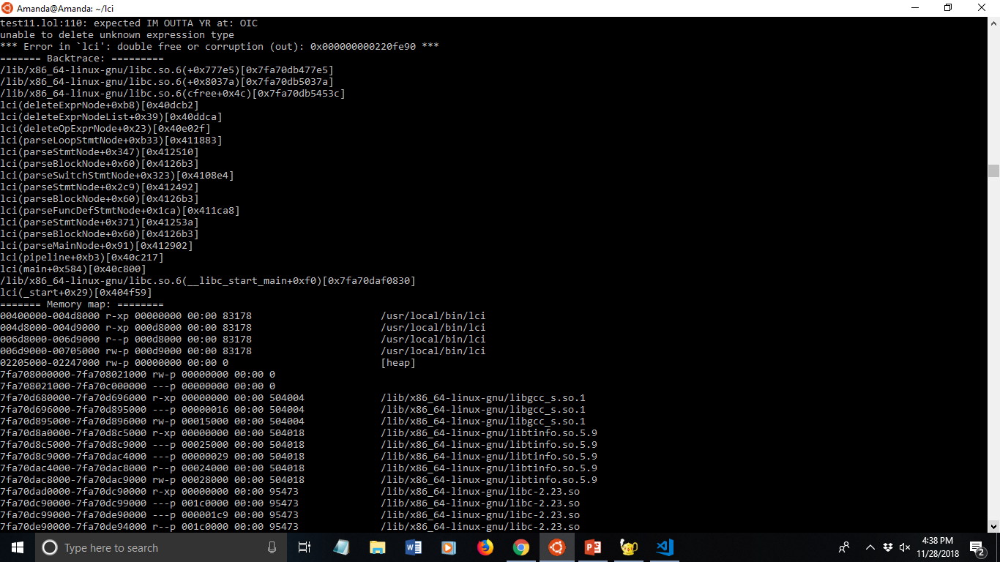 Amanda@Amanda: ~/lci
test11.lol:110: expected IM OUTTA YR at: OIC
unable to delete unknown expression type
*** Error in `lci': double free or corruption (out): 0x000000000220fe90 ***
======= Backtrace: =========
/lib/x86_64-linux-gnu/libc.so.6(+0x777e5)[0x7fa70db477e5]
/lib/x86_64-linux-gnu/libc.so.6(+0x8037a)[0x7fa70db5037a]
/lib/x86_64-linux-gnu/libc.so.6(cfree+0x4c)[0x7fa70db5453c]
lci(deleteExprNode+0xb8)[0x40dcb2]
lci(deleteExprNodeList+0x39)[0x40ddca]
lci(deleteOpExprNode+0x23)[0x40e02f]
lci(parseLoopStmtNode+0xb33)[0x411883]
lci(parseStmtNode+0x347)[0x412510]
lci(parseBlockNode+0x60)[0x4126b3]
lci(parseSwitchStmtNode+0x323)[0x4108e4]
lci(parseStmtNode+0x2c9)[0x412492]
lci(parseBlockNode+0x60)[0x4126b3]
lci(parseFuncDefStmtNode+0x1ca)[0x411ca8]
lci(parseStmtNode+0x371)[0x41253a]
lci(parseBlockNode+0x60)[0x4126b3]
lci(parseMainNode+0x91)[0x412902]
lci(pipeline+0xb3)[0x40c217]
lci(main+0x584)[0x40c800]
/lib/x86_64-linux-gnu/libc.so.6(__libc_start_main+0xf0)[0x7fa70daf0830]
lci(_start+0x29)[0x404f59]
======= Memory map: ========
00400000-004d8000 r-xp 00000000 00:00 83178 /usr/local/bin/lci
004d8000-004d9000 r-xp 000d8000 00:00 83178 /usr/local/bin/lci
006d8000-006d9000 r--p 000d8000 00:00 83178 /usr/local/bin/lci
006d9000-00705000 rw-p 000d9000 00:00 83178 /usr/local/bin/lci
02205000-02247000 rw-p 00000000 00:00 0 [heap]
7fa708000000-7fa708021000 rw-p 00000000 00:00 0
7fa708021000-7fa70c000000 ---p 00000000 00:00 0
7fa70d680000-7fa70d696000 r-xp 00000000 00:00 504004 /lib/x86_64-linux-gnu/libgcc_s.so.1
7fa70d696000-7fa70d895000 ---p 00000016 00:00 504004 /lib/x86_64-linux-gnu/libgcc_s.so.1
7fa70d895000-7fa70d896000 rw-p 00015000 00:00 504004 /lib/x86_64-linux-gnu/libgcc_s.so.1
7fa70d8a0000-7fa70d8c5000 r-xp 00000000 00:00 504018 /lib/x86_64-linux-gnu/libtinfo.so.5.9
7fa70d8c5000-7fa70d8c9000 ---p 00025000 00:00 504018 /lib/x86_64-linux-gnu/libtinfo.so.5.9
7fa70d8c9000-7fa70dac4000 ---p 00000029 00:00 504018 /lib/x86_64-linux-gnu/libtinfo.so.5.9
7fa70dac4000-7fa70dac8000 r--p 00024000 00:00 504018 /lib/x86_64-linux-gnu/libtinfo.so.5.9
7fa70dac8000-7fa70dac9000 rw-p 00028000 00:00 504018 /lib/x86_64-linux-gnu/libtinfo.so.5.9
7fa70dad0000-7fa70dc90000 r-xp 00000000 00:00 95473 /lib/x86_64-linux-gnu/libc-2.23.so
7fa70dc90000-7fa70dc99000 ---p 001c0000 00:00 95473 /lib/x86_64-linux-gnu/libc-2.23.so
7fa70dc99000-7fa70de90000 ---p 000001c9 00:00 95473 /lib/x86_64-linux-gnu/libc-2.23.so
7fa70de90000-7fa70de94000 r--p 001c0000 00:00 95473 /lib/x86_64-linux-gnu/libc-2.23.so
Type here to search
4:38 PM
11/28/2018
2